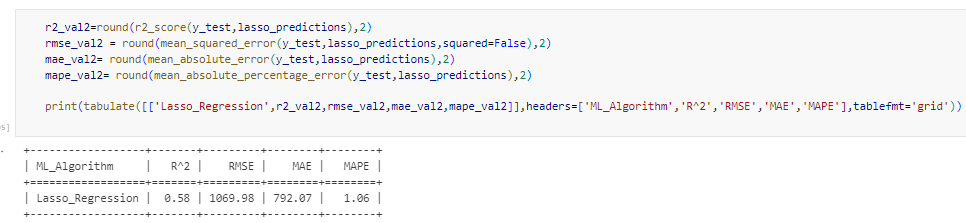 r2_val2=round(r2_score(y_test,lasso_predictions),2)
rmse_val2 = round(mean_squared_error(y_test,lasso_predictions,squared=False),2)
mae_val2= round(mean_absolute_error(y_test,lasso_predictions),2)
mape_val2= round(mean_absolute_percentage_error(y_test,lasso_predictions),2)
print(tabulate([['Lasso_Regression',r2_val2,rmse_val2,mae_val2,mape_val2]],headers=['ML_Algorithm','R^2','RMSE','MAE','MAPE'],tablefmt='grid'))
s]
+------------------+-------+---------+--------+--------+
| ML_Algorithm     |   R^2 |    RMSE |    MAE |   MAPE |
+==================+=======+=========+========+========+
| Lasso_Regression |  0.58 | 1069.98 | 792.07 |   1.06 |
+------------------+-------+---------+--------+--------+